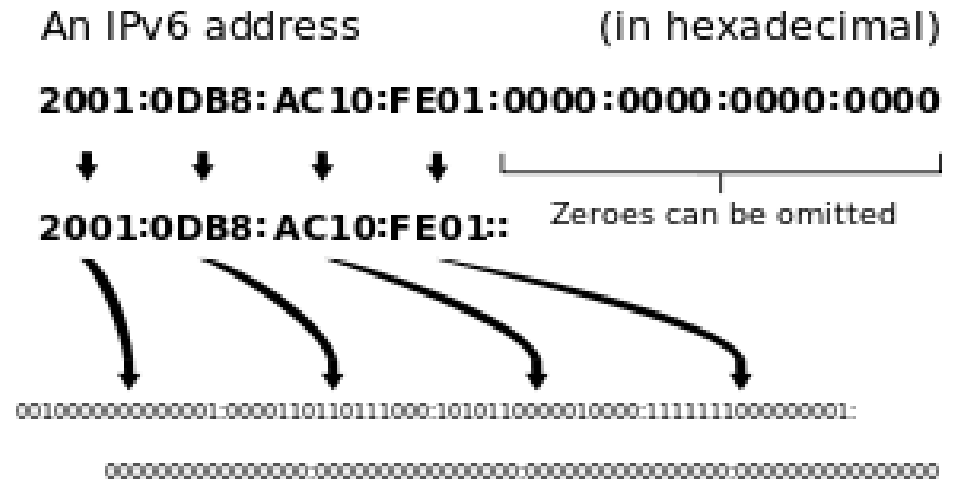 An IPv6 address (in hexadecimal)
2001:0DB8:AC10:FE01:0000:0000:0000:0000
2001:0DB8:AC10:FE01::
Zeroes can be omitted
0010000000000001:0000110110111000:1010110000010000:1111111000000001:
0000000000000000:0000000000000000:0000000000000000:0000000000000000